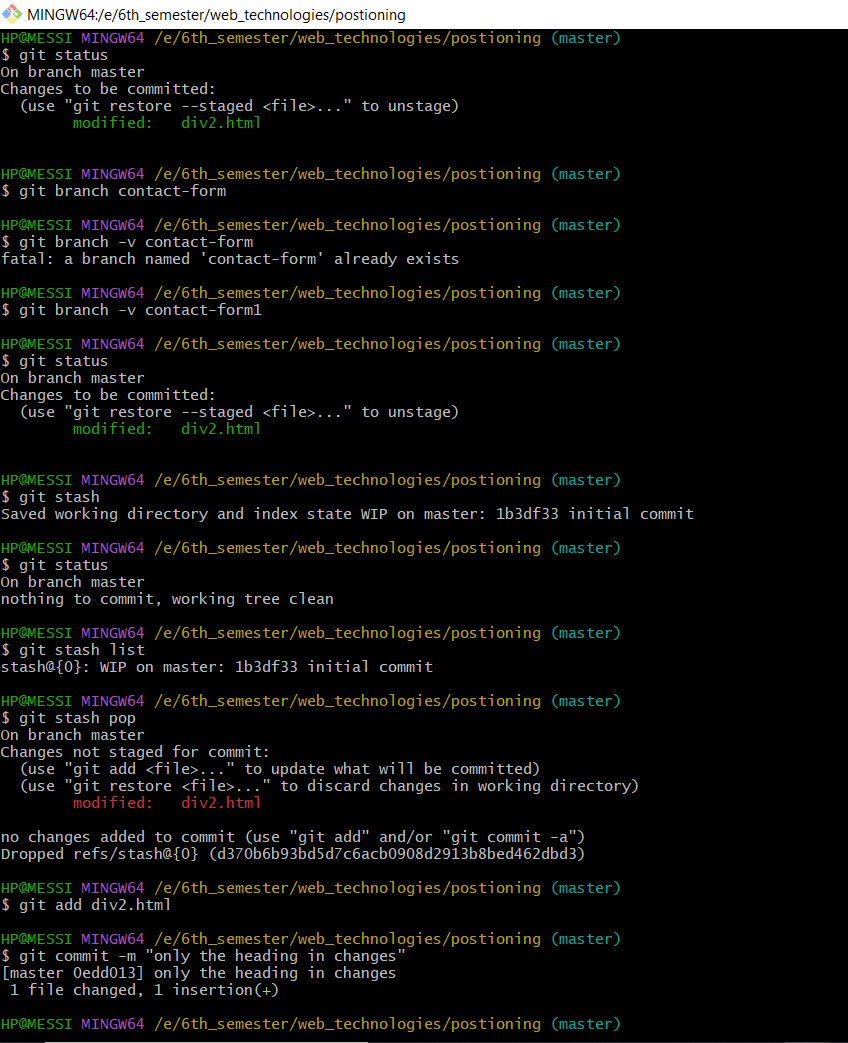 MINGW64:/e/6th_semester/web_technologies/postioning
HP@MESSI MINGW64 /e/6th_semester/web_technologies/postioning (master)
$ git status
On branch master
Changes to be committed:
  (use "git restore --staged <file>..." to unstage)
        modified:   div2.html

HP@MESSI MINGW64 /e/6th_semester/web_technologies/postioning (master)
$ git branch contact-form

HP@MESSI MINGW64 /e/6th_semester/web_technologies/postioning (master)
$ git branch -v contact-form
fatal: a branch named 'contact-form' already exists

HP@MESSI MINGW64 /e/6th_semester/web_technologies/postioning (master)
$ git branch -v contact-form1

HP@MESSI MINGW64 /e/6th_semester/web_technologies/postioning (master)
$ git status
On branch master
Changes to be committed:
  (use "git restore --staged <file>..." to unstage)
        modified:   div2.html

HP@MESSI MINGW64 /e/6th_semester/web_technologies/postioning (master)
$ git stash
Saved working directory and index state WIP on master: 1b3df33 initial commit

HP@MESSI MINGW64 /e/6th_semester/web_technologies/postioning (master)
$ git status
On branch master
nothing to commit, working tree clean

HP@MESSI MINGW64 /e/6th_semester/web_technologies/postioning (master)
$ git stash list
stash@{0}: WIP on master: 1b3df33 initial commit

HP@MESSI MINGW64 /e/6th_semester/web_technologies/postioning (master)
$ git stash pop
On branch master
Changes not staged for commit:
  (use "git add <file>..." to update what will be committed)
  (use "git restore <file>..." to discard changes in working directory)
        modified:   div2.html

no changes added to commit (use "git add" and/or "git commit -a")
Dropped refs/stash@{0} (d370b6b93bd5d7c6acb0908d2913b8bed462dbd3)

HP@MESSI MINGW64 /e/6th_semester/web_technologies/postioning (master)
$ git add div2.html

HP@MESSI MINGW64 /e/6th_semester/web_technologies/postioning (master)
$ git commit -m "only the heading in changes"
[master 0edd013] only the heading in changes
 1 file changed, 1 insertion(+)

HP@MESSI MINGW64 /e/6th_semester/web_technologies/postioning (master)